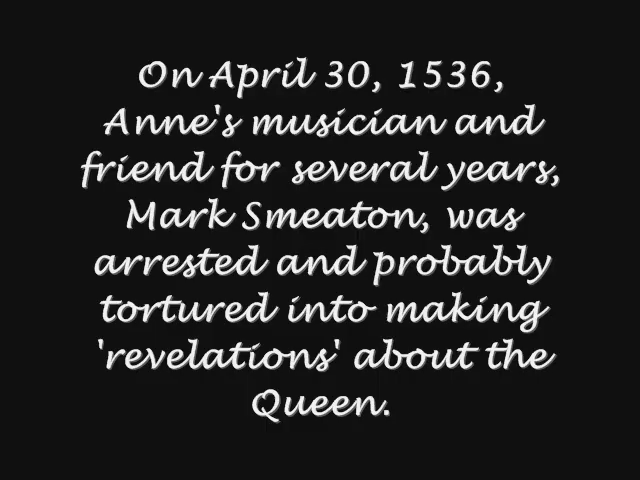 On April 30, 1536,
Anne's musician and
friend for several years,
Mark Smeaton, was
arrested and probably
tortured into making
'revelations' about the
Queen.